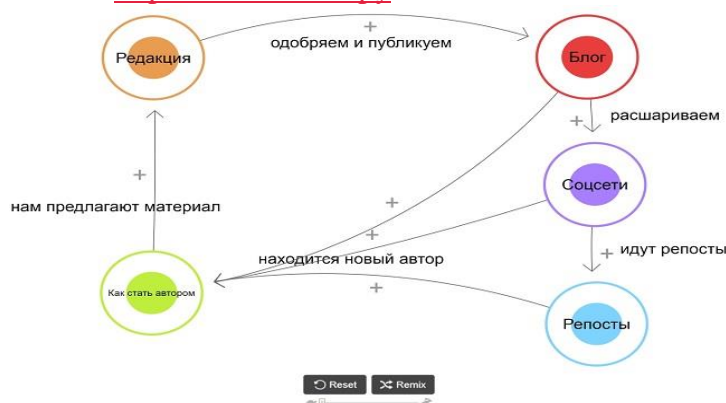 одобряем и публикуем
Редакция
Блог
расшариваем
Соцсети
нам предлагают материал
идут репосты
находится новый автор
Как стать автором
Репосты
Reset
Remix